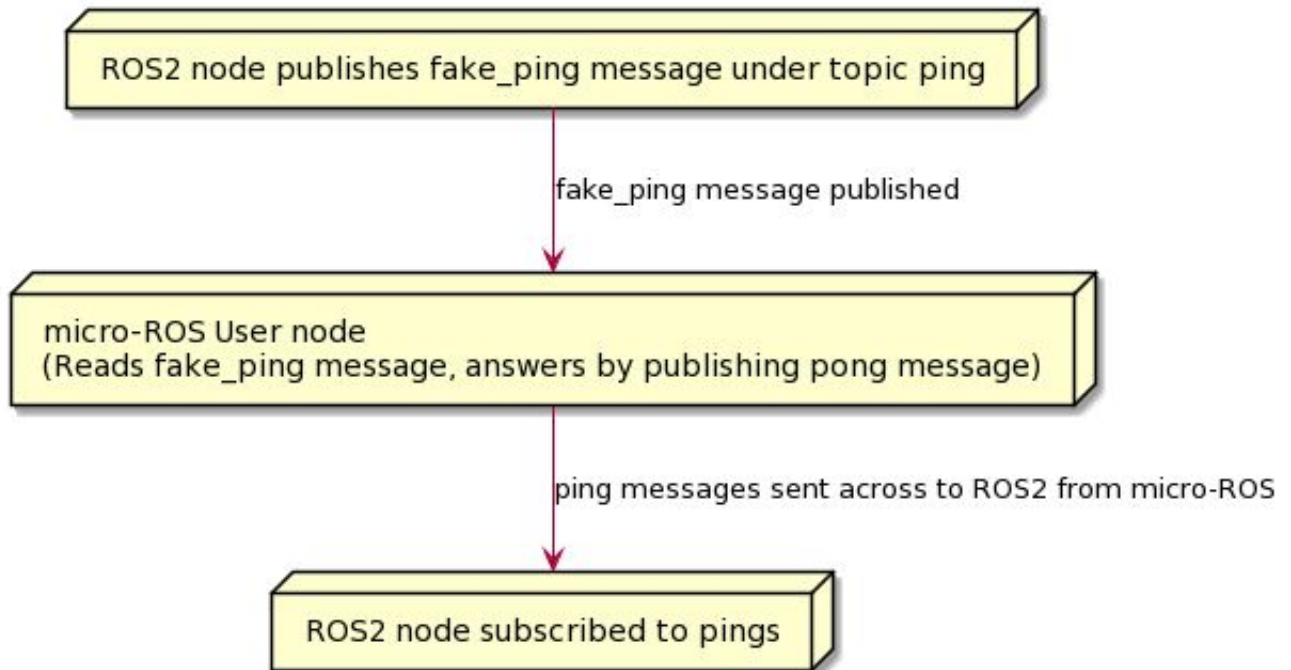 ROS2 node publishes fake_ping message under topic ping
fake_ping message published
micro-ROS User node
(Reads fake_ping message, answers by publishing pong message)
ping messages sent across to ROS2 from micro-ROS
ROS2 node subscribed to pings